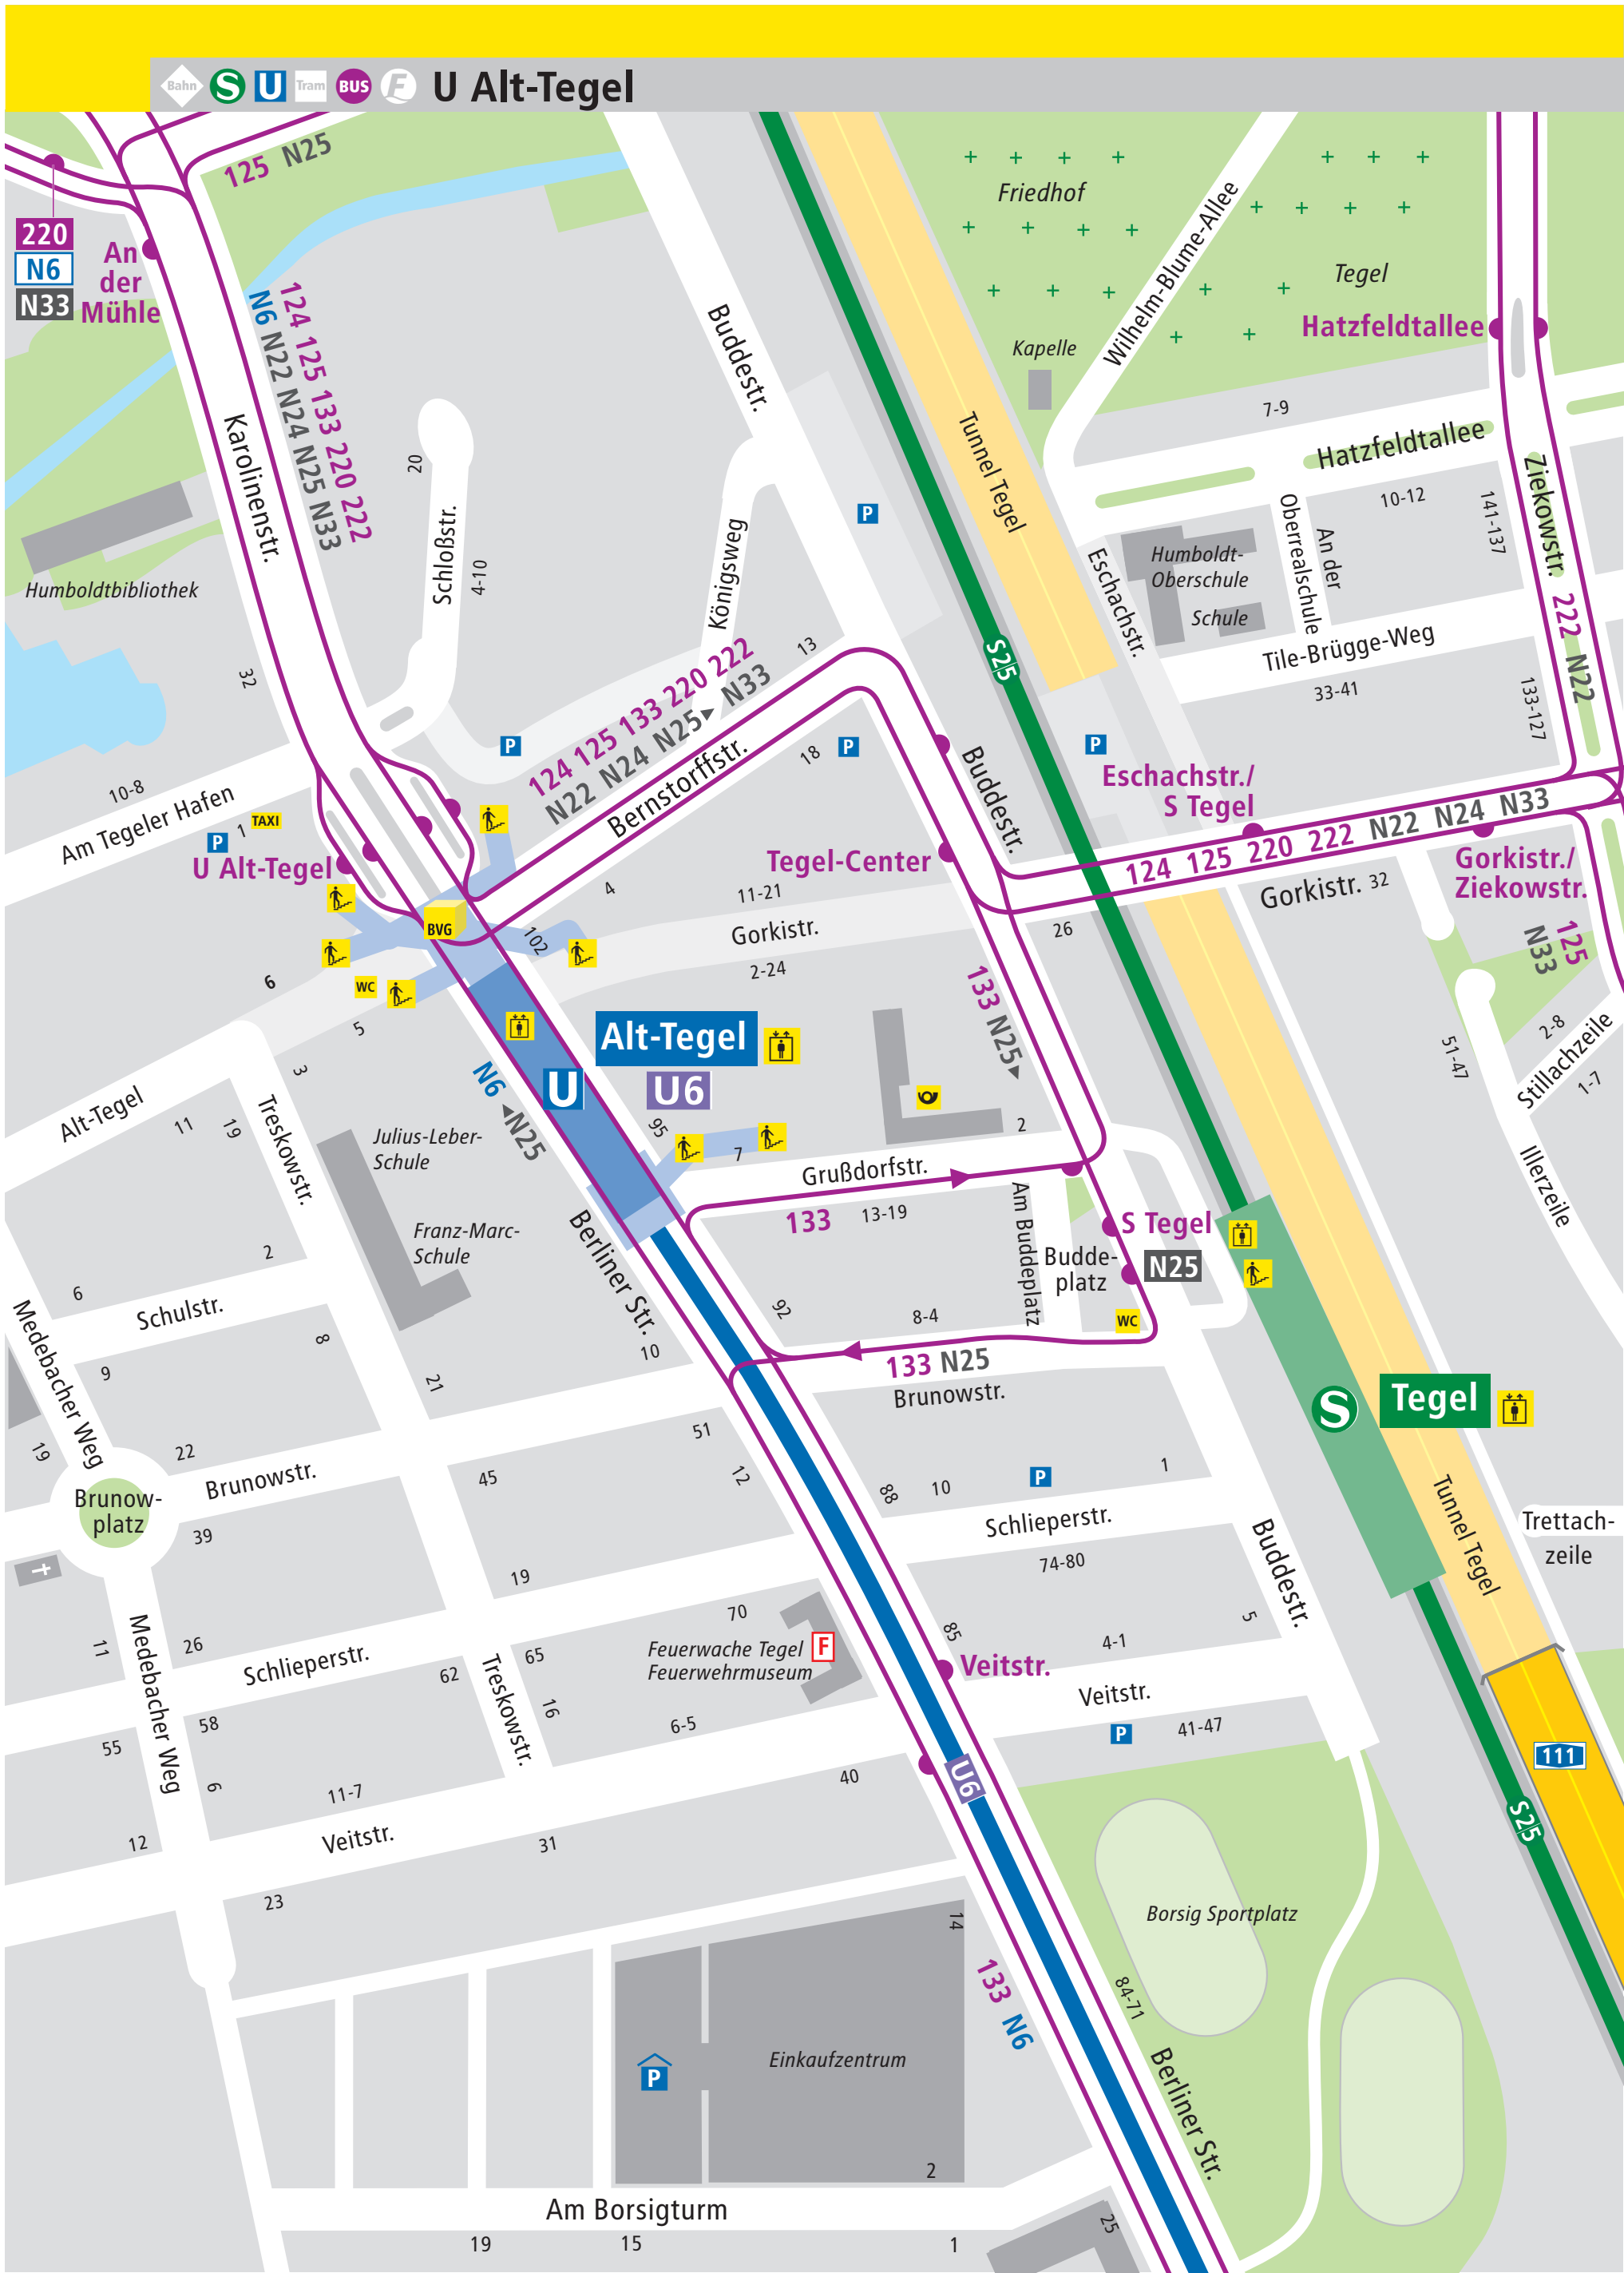 Bahn S U Tram BUS F U Alt-Tegel
125 N25
220
N6
N33
An
der
Mühle
124 125 133 220 222
N6 N22 N24 N25 N33
Karolinenstr.
Humboldtbibliothek
32
20
Schloßstr.
4-10
Königsweg
Buddestr.
P
Friedhof
Tegel
Kapelle
Wilhelm-Blume-Allee
Hatzfeldtallee
7-9
Hatzfeldtallee
10-12
Tunnel Tegel
S25
Eschachstr.
Humboldt-
Oberschule
Schule
An der
Oberrealschule
141-137
Ziekowstr.
222 N22
Tile-Brügge-Weg
33-41
133-127
13
124 125 133 220 222
N22 N24 N25 N33
Bernstorffstr.
P
18
P
Buddestr.
P
Eschachstr./
S Tegel
10-8
Am Tegeler Hafen
1
TAXI
P
U Alt-Tegel
BVG
Tegel-Center
124 125 220 222 N22 N24 N33
Gorkistr.
32
Gorkistr./
Ziekowstr.
125
N33
4
11-21
102
Gorkistr.
2-24
26
133 N25
6
WC
5
3
Alt-Tegel
U6
U
N6
N25
Alt-Tegel
11
19
Treskowstr.
Julius-Leber-
Schule
95
7
2
Grußdorfstr.
133
13-19
51-47
2-8
Stillachzeile
1-7
Illerzeile
Franz-Marc-
Schule
Berliner Str.
Am Buddeplatz
S Tegel
N25
Budde-
platz
2
6
Schulstr.
Medebacher Weg
9
8
10
92
8-4
WC
133 N25
Brunowstr.
S
Tegel
21
51
19
22
Brunowstr.
45
12
88
10
P
1
Brunow-
platz
39
Schlieperstr.
74-80
Buddestr.
Tunnel Tegel
Trettach-
zeile
19
70
11
Medebacher Weg
26
Schlieperstr.
62
65
Treskowstr.
16
Feuerwache Tegel
Feuerwehrmuseum
F
85
Veitstr.
4-1
5
Veitstr.
P
41-47
58
55
6-5
6
11-7
40
U6
111
S25
12
Veitstr.
31
23
14
Borsig Sportplatz
133 N6
84-71
Einkaufzentrum
P
Berliner Str.
2
Am Borsigturm
19
15
1
25